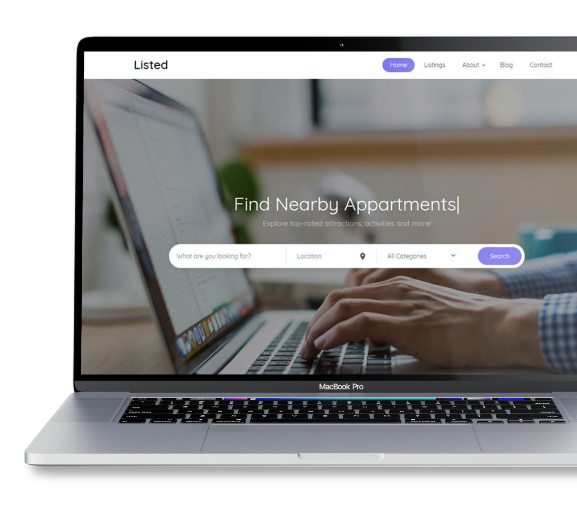 Listed
Home Listings About Blog Contact
Find Nearby Appartments
Explore top-rated attractions, activities and more!
What are you looking for? Location All Categories Search
MacBook Pro